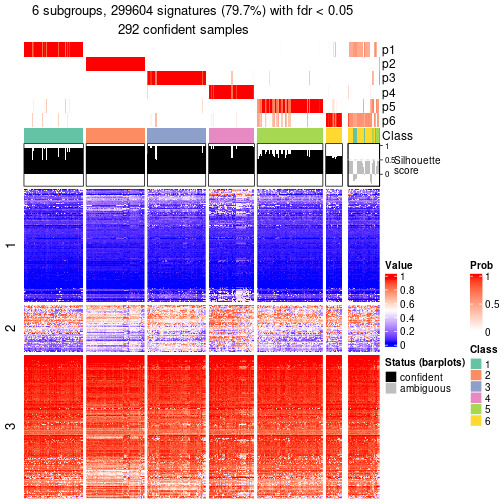 6 subgroups, 299604 signatures (79.7%) with fdr < 0.05
292 confident samples
p1
p2
p3
p4
p5
p6
Class
1
0.5
0
Silhouette
score
1
2
3
Value
1
0.8
0.6
0.4
0.2
0
Prob
1
0.5
0
Status (barplots)
confident
ambiguous
Class
1
2
3
4
5
6